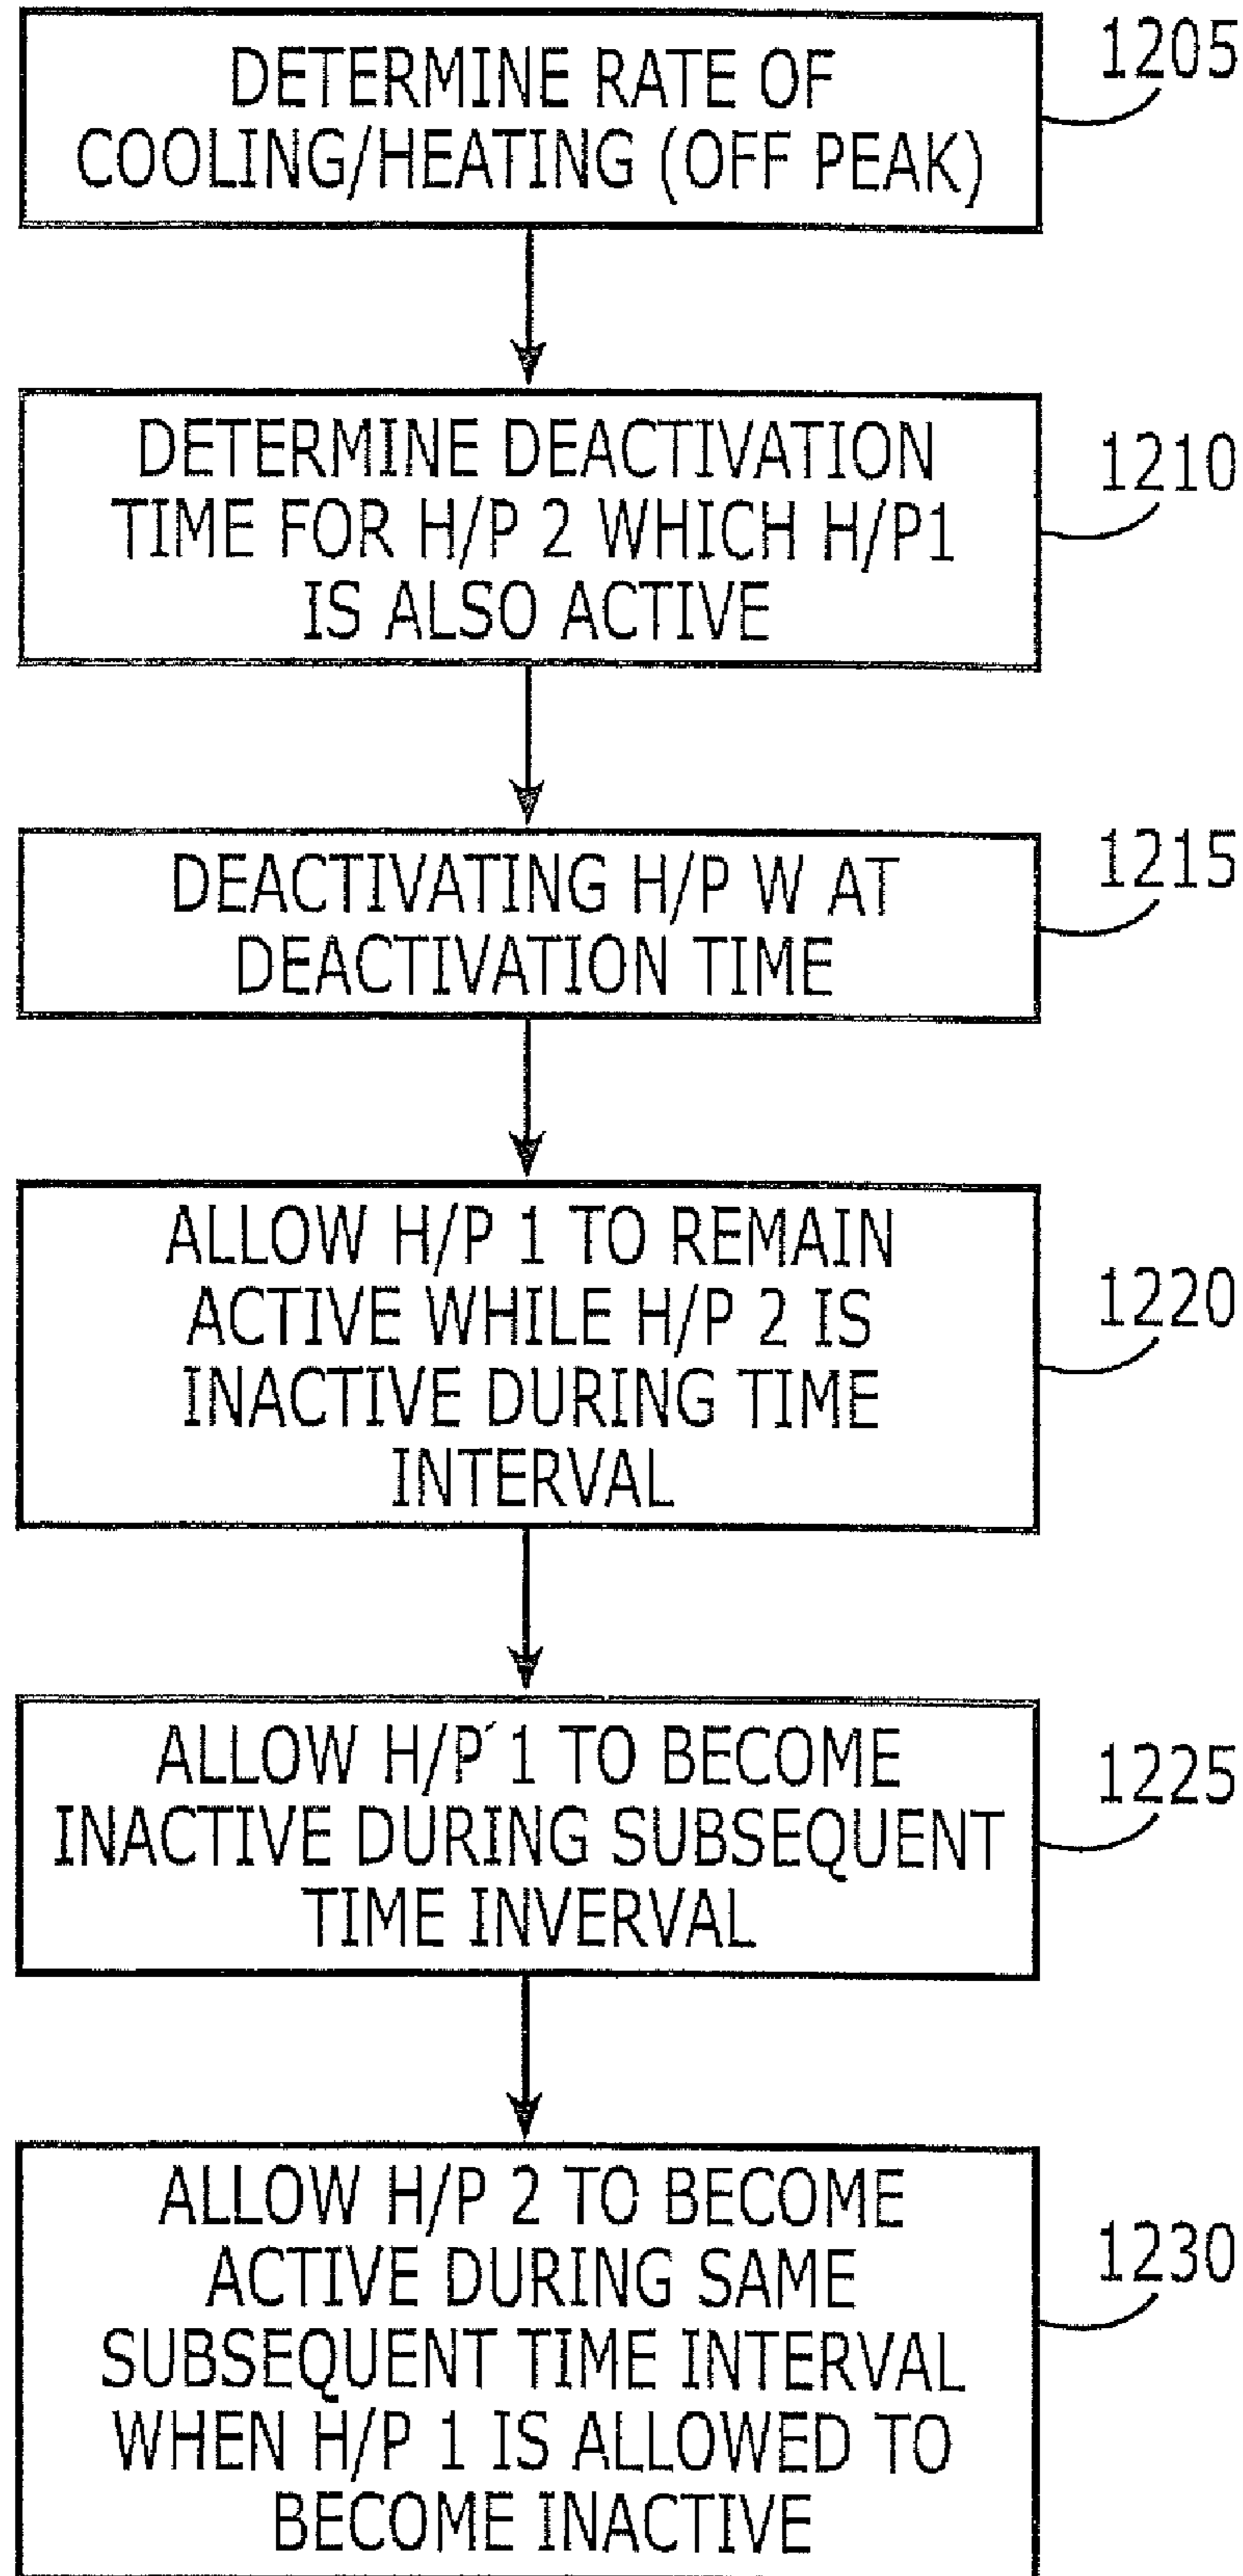 DETERMINE RATE OF
COOLING/HEATING (OFF PEAK)
1205
DETERMINE DEACTIVATION
TIME FOR H/P 2 WHICH H/P1
IS ALSO ACTIVE
1210
DEACTIVATING H/P W AT
DEACTIVATION TIME
1215
ALLOW H/P 1 TO REMAIN
ACTIVE WHILE H/P 2 IS
INACTIVE DURING TIME
INTERVAL
1220
ALLOW H/P 1 TO BECOME
INACTIVE DURING SUBSEQUENT
TIME INVERVAL
1225
ALLOW H/P 2 TO BECOME
ACTIVE DURING SAME
SUBSEQUENT TIME INTERVAL
WHEN H/P 1 IS ALLOWED TO
BECOME INACTIVE
1230